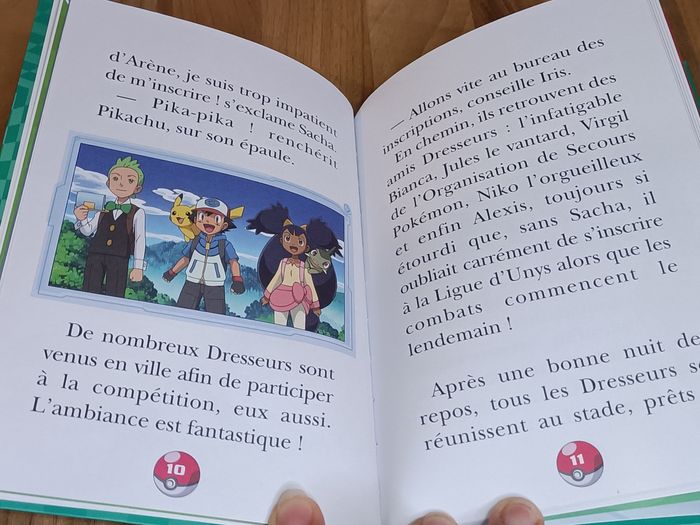 d'Arène, je suis trop impatient
de m'inscrire ! s'exclame Sacha.
— Pika-pika ! renchérit
Pikachu, sur son épaule.
De nombreux Dresseurs sont
venus en ville afin de participer
à la compétition, eux aussi.
L'ambiance est fantastique !
10
— Allons vite au bureau des
inscriptions, conseille Iris.
En chemin, ils retrouvent des
amis Dresseurs : l'infatigable
Bianca, Jules le vantard, Virgil
de l'Organisation de Secours
Pokémon, Niko l'orgueilleux
et enfin Alexis, toujours si
étourdi que, sans Sacha, il
oubliait carrément de s'inscrire
à la Ligue d'Unys alors que les
combats commencent le
lendemain !
Après une bonne nuit de
repos, tous les Dresseurs se
réunissent au stade, prêts
11